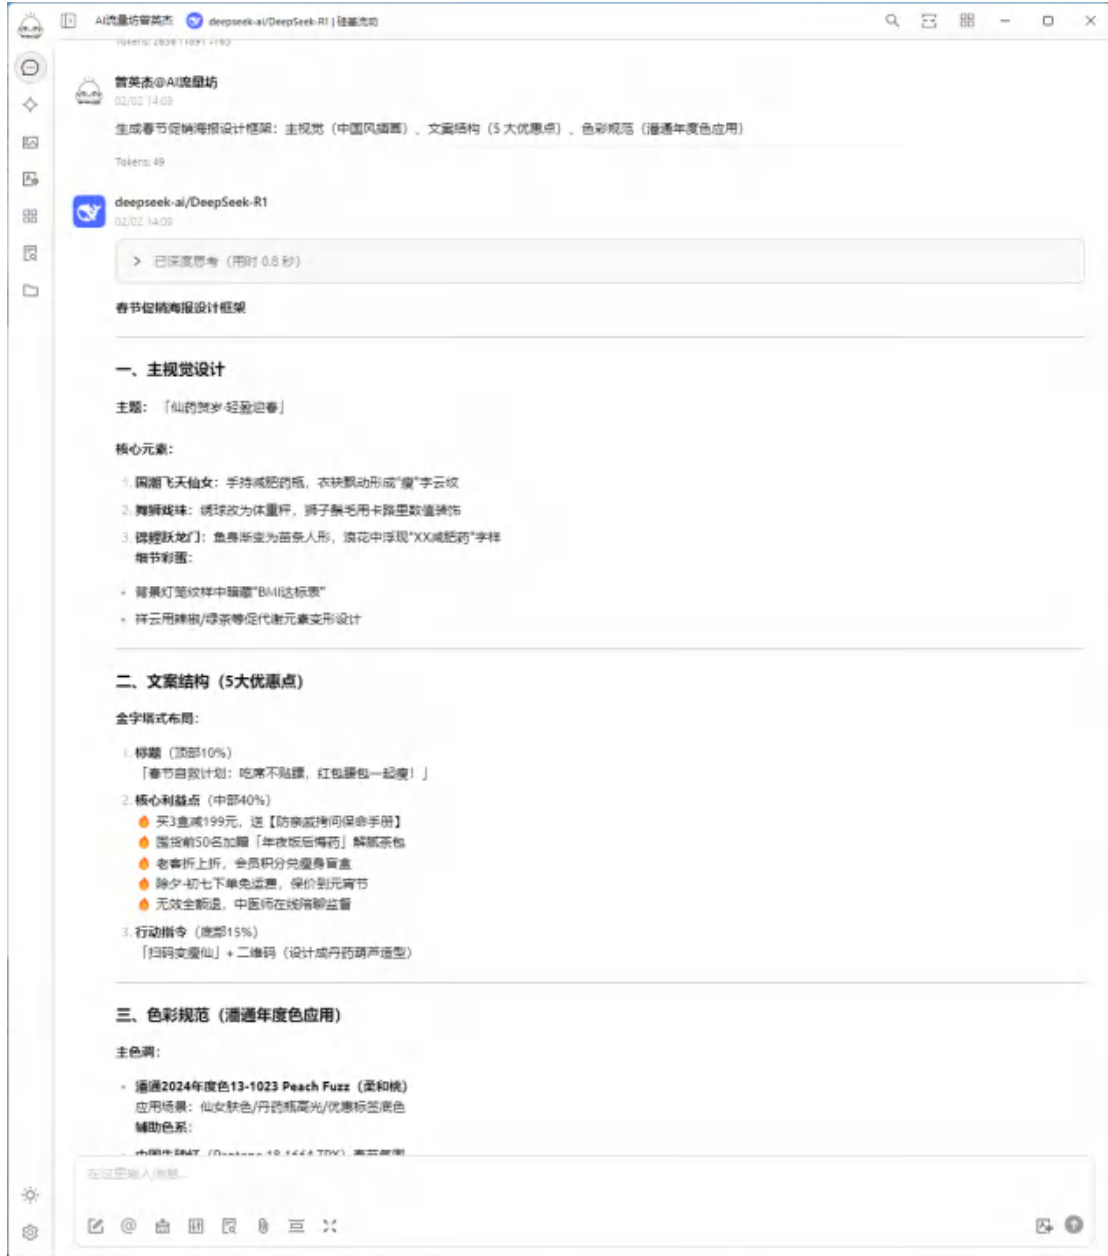 AI流量坊曾英杰 deepseek-ai/DeepSeek-R1 | 硅基流动
曾英杰@AI流量坊
02/02 14:09
生成春节促销海报设计框架：主视觉（中国风插画）、文案结构（5 大优惠点）、色彩规范（潘通年度色应用）
Tokens: 49
deepseek-ai/DeepSeek-R1
02/02 14:09
已深度思考（用时 0.8 秒）
春节促销海报设计框架
一、主视觉设计
主题：「仙药贺岁·轻盈迎春」
核心元素：
1. 国潮飞天仙女：手持减肥药瓶，衣袂飘动形成"瘦"字云纹
2. 舞狮戏珠：绣球改为体重秤，狮子鬃毛用卡路里数值装饰
3. 锦鲤跃龙门：鱼身渐变为苗条人形，浪花中浮现"XX减肥药"字样
细节彩蛋：
• 背景灯笼纹样中暗藏"BMI达标表"
• 祥云用辣椒/绿茶等促代谢元素变形设计
二、文案结构（5大优惠点）
金字塔式布局：
1. 标题（顶部10%）
「春节自救计划：吃席不贴膘，红包腰包一起瘦！」
2. 核心利益点（中部40%）
🔥 买3盒减199元，送【防亲戚拷问保命手册】
🔥 囤货前50名加赠「年夜饭后悔药」解腻茶包
🔥 老客折上折，会员积分兑瘦身盲盒
🔥 除夕-初七下单免运费，保价到元宵节
🔥 无效全额退，中医师在线陪聊监督
3. 行动指令（底部15%）
「扫码变瘦仙」+ 二维码（设计成丹药葫芦造型）
三、色彩规范（潘通年度色应用）
主色调：
• 潘通2024年度色13-1023 Peach Fuzz（柔和桃）
应用场景：仙女肤色/丹药瓶高光/优惠标签底色
辅助色系：
在这里输入消息...